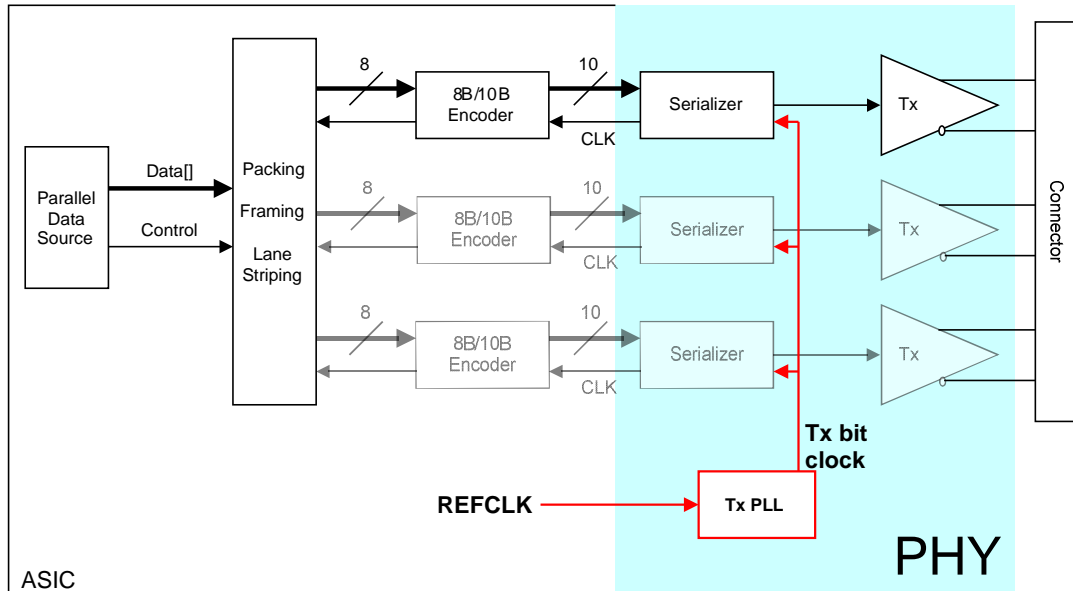 Parallel
Data
Source
Data[]
Control
Packing
Framing
Lane
Striping
8
8B/10B
Encoder
10
CLK
Serializer
Tx
8
8B/10B
Encoder
10
CLK
Serializer
Tx
8
8B/10B
Encoder
10
CLK
Serializer
Tx
Connector
Tx bit
clock
REFCLK
Tx PLL
PHY
ASIC